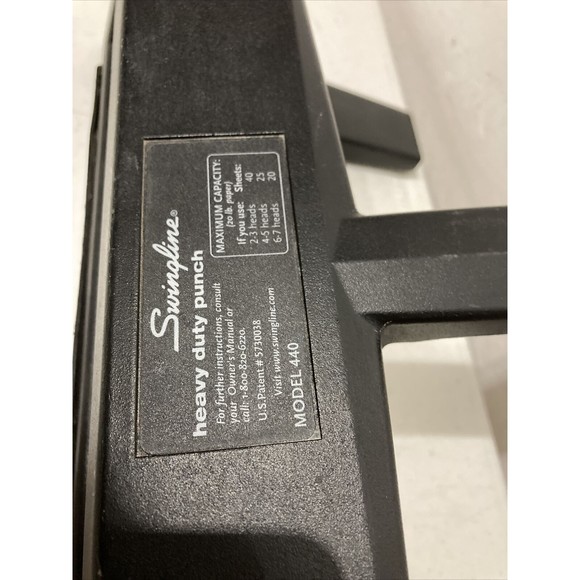 Swingline®
heavy duty punch
For further instructions, consult
your Owner's Manual or
call: 1-800-820-6220.
U.S.Patent # 5730038
Visit www.swingline.com
MODEL 440
MAXIMUM CAPACITY:
(20 lb. paper)
If you use: Sheets:
2-3 heads 40
4-5 heads 25
6-7 heads 20